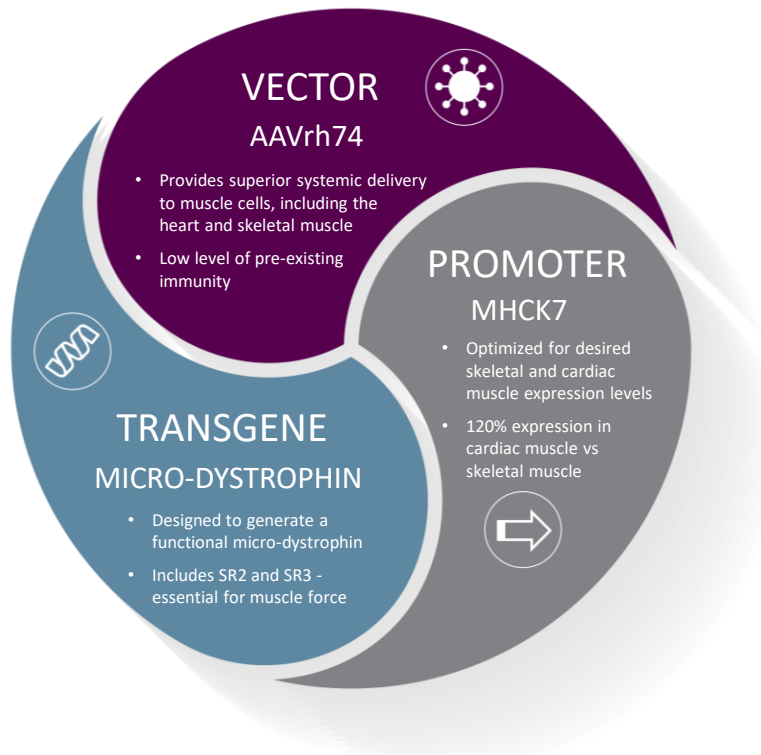 VECTOR
AAVrh74
• Provides superior systemic delivery
to muscle cells, including the
heart and skeletal muscle
• Low level of pre-existing
immunity
PROMOTER
MHCK7
• Optimized for desired
skeletal and cardiac
muscle expression levels
• 120% expression in
cardiac muscle vs
skeletal muscle
TRANSGENE
MICRO-DYSTROPHIN
• Designed to generate a
functional micro-dystrophin
• Includes SR2 and SR3 -
essential for muscle force